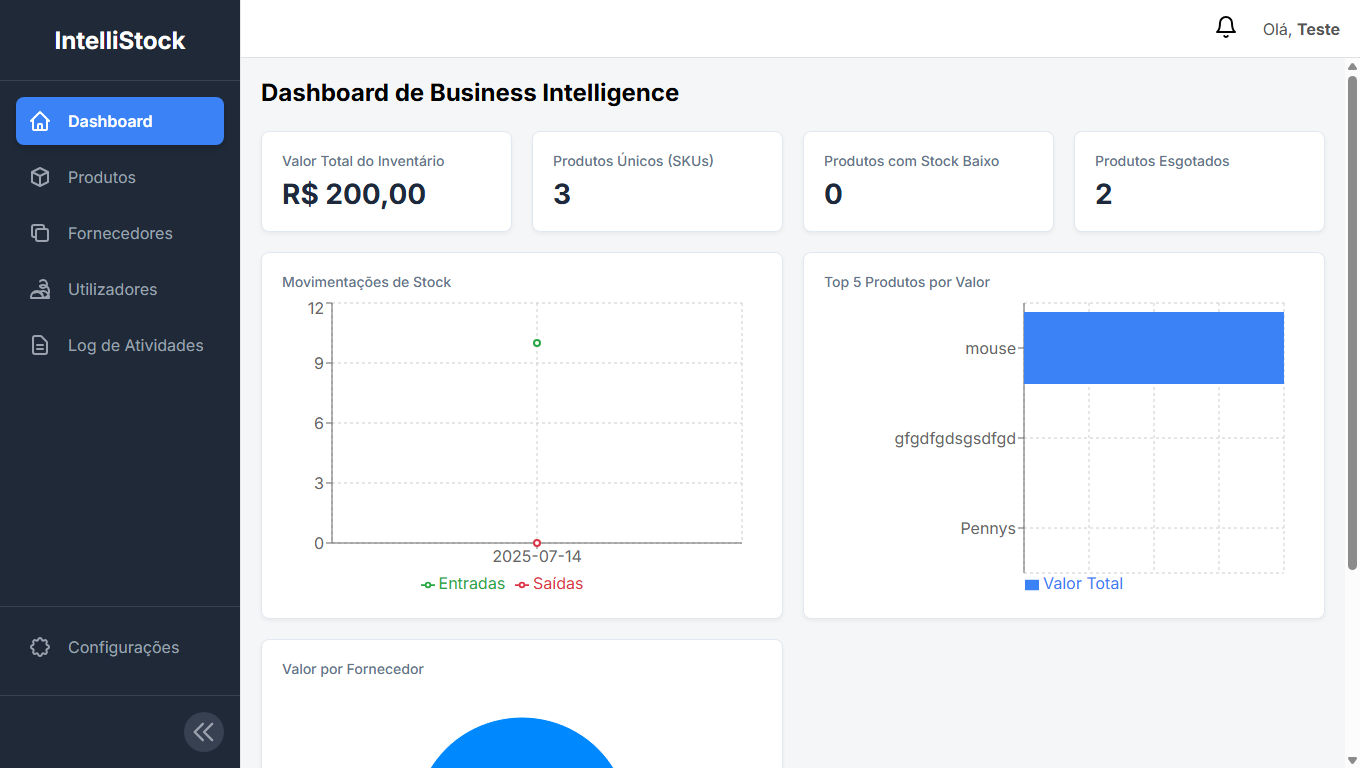 IntelliStock
Dashboard
Produtos
Fornecedores
Utilizadores
Log de Atividades
Configurações
Olá, Teste
Dashboard de Business Intelligence
Valor Total do Inventário
R$ 200,00
Produtos Únicos (SKUs)
3
Produtos com Stock Baixo
0
Produtos Esgotados
2
Movimentações de Stock
12
9
6
3
0
2025-07-14
Entradas Saídas
Top 5 Produtos por Valor
mouse
gfgdfgdsgsdfgd
Pennys
Valor Total
Valor por Fornecedor